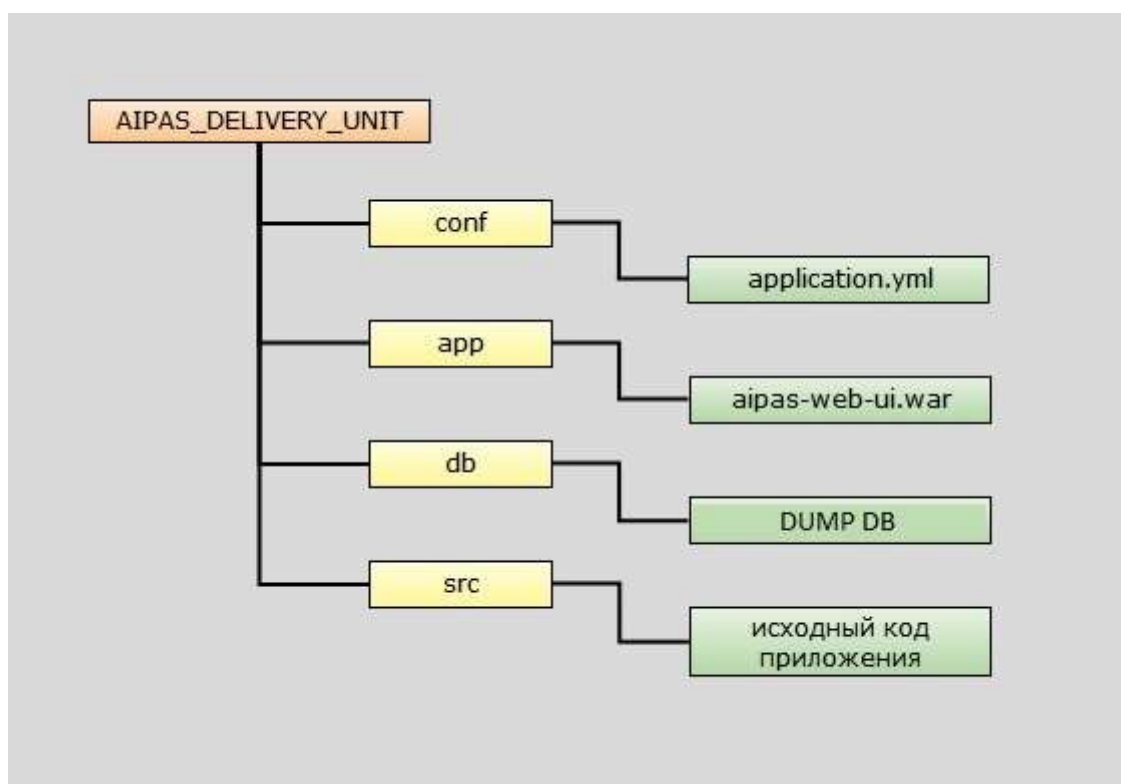 AIPAS_DELIVERY_UNIT
conf
application.yml
app
aipas-web-ui.war
db
DUMP DB
src
исходный код
приложения